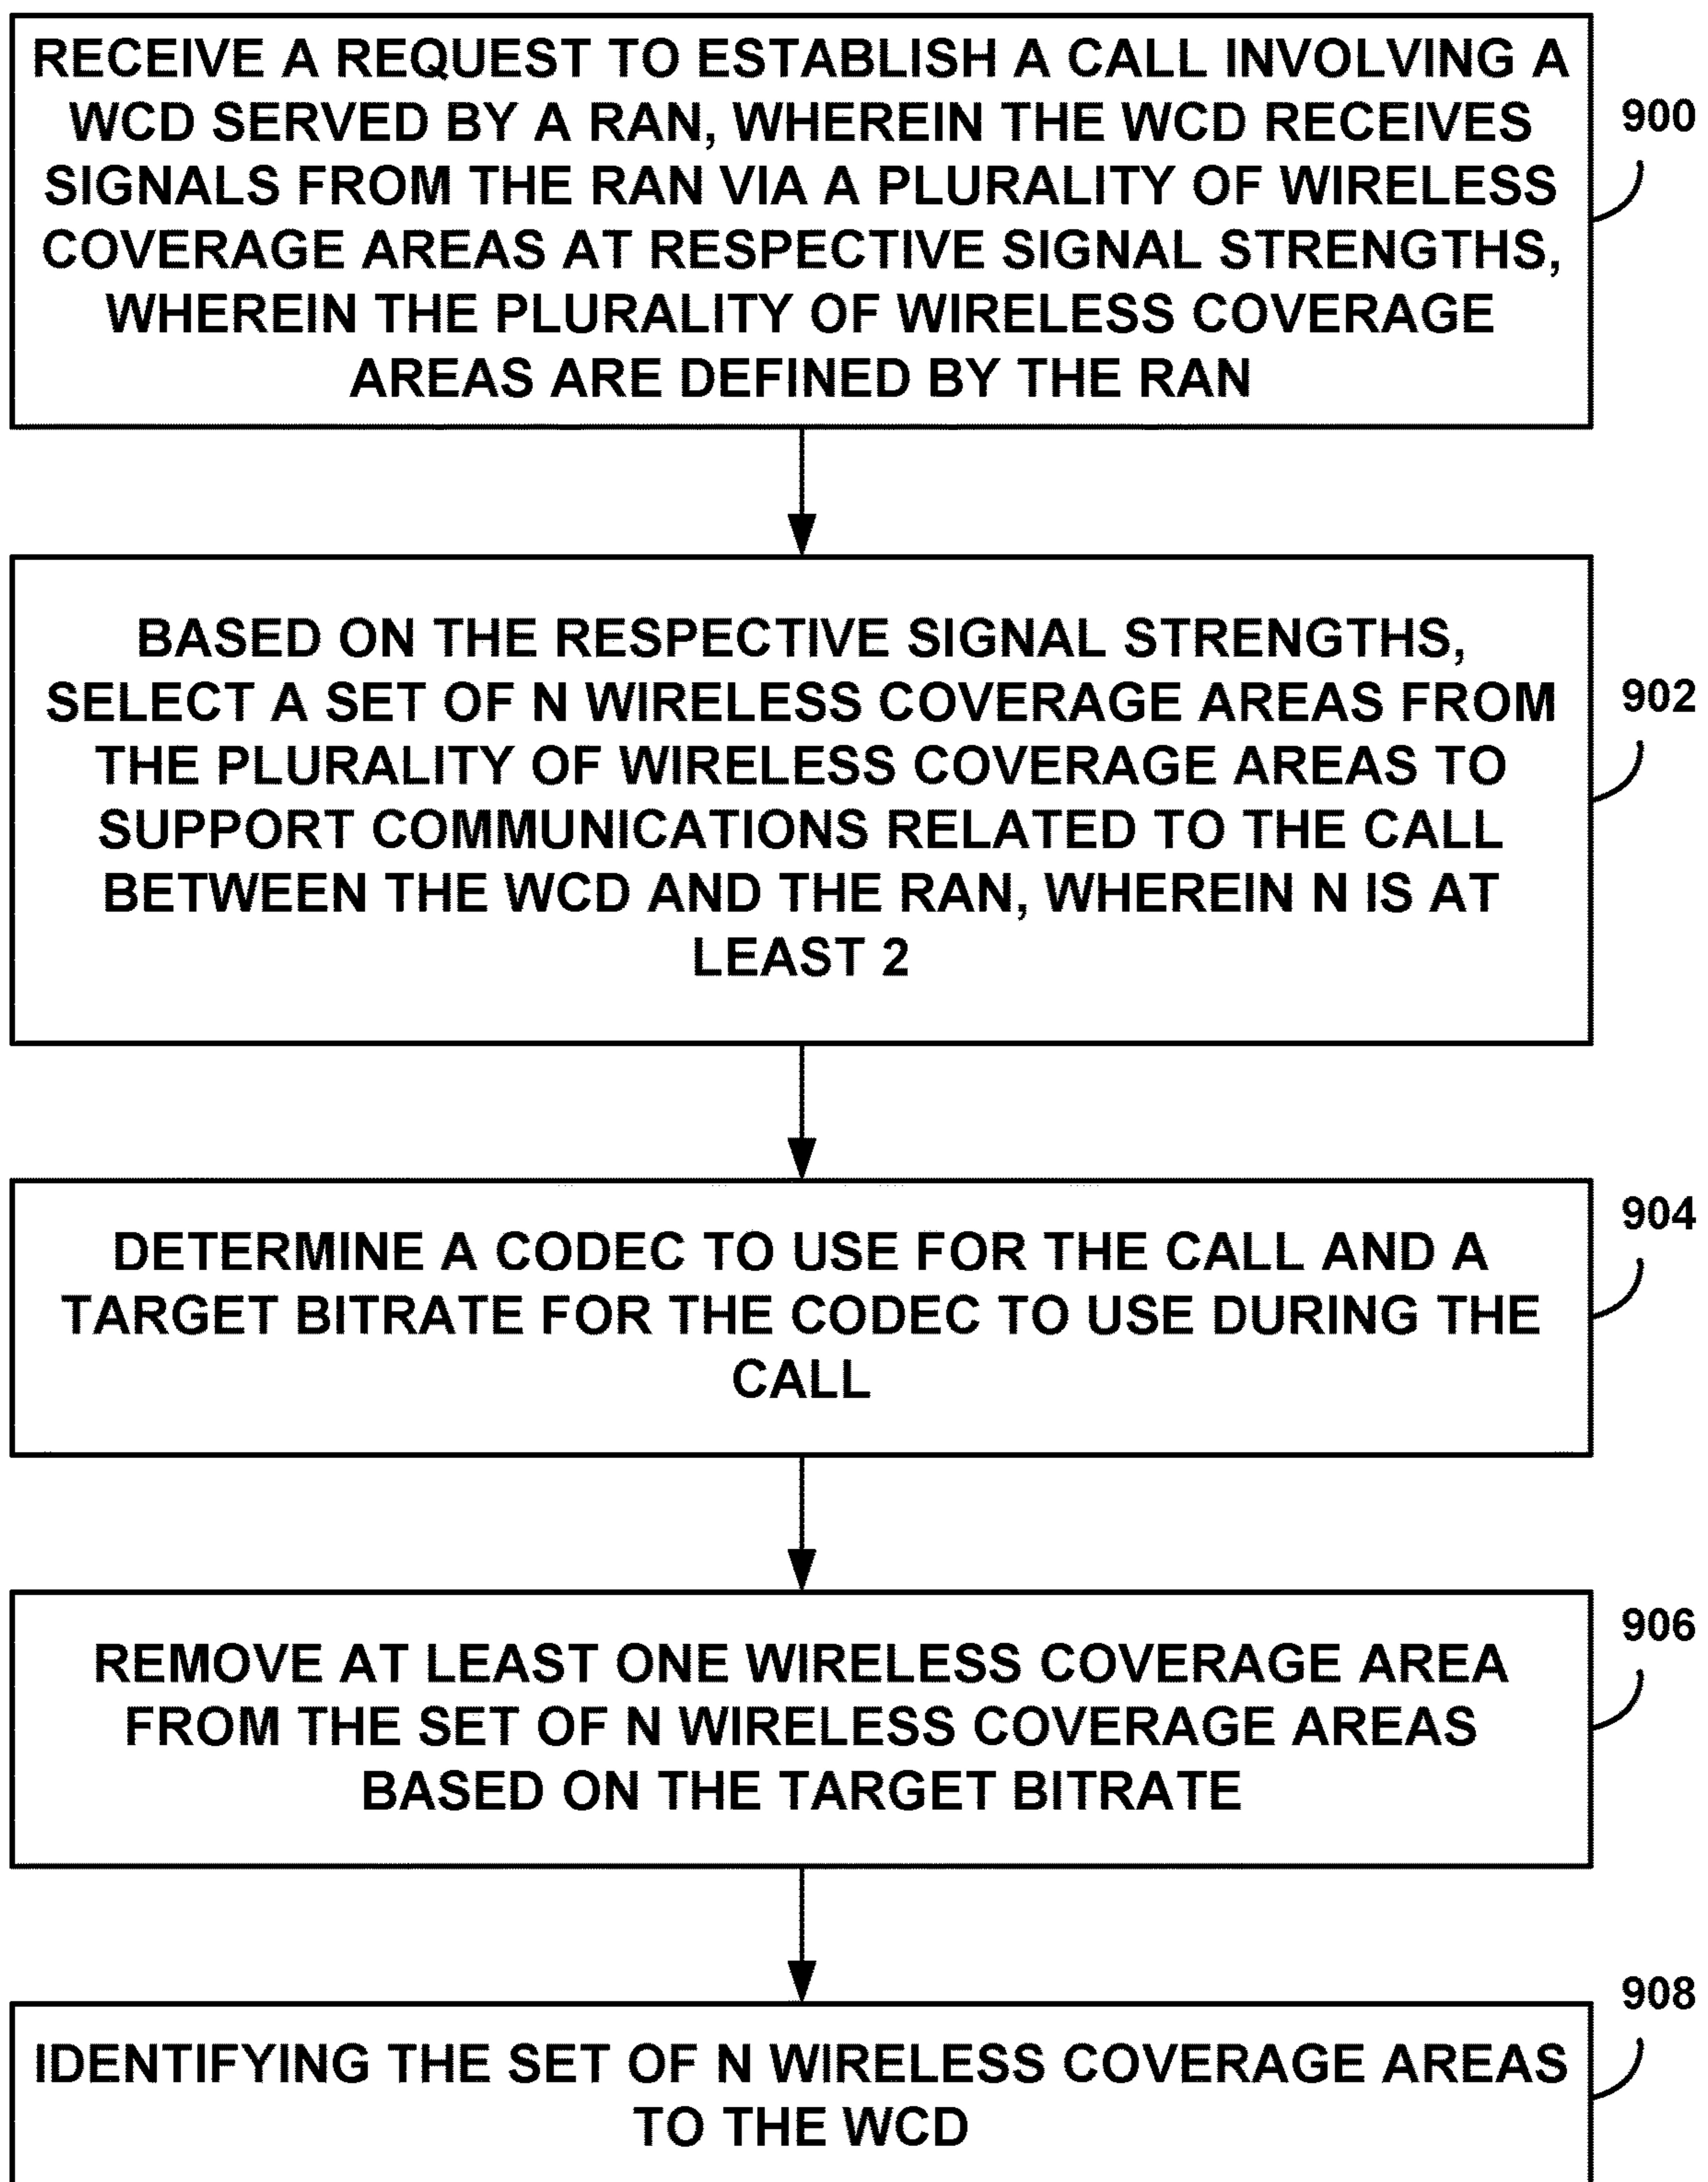 RECEIVE A REQUEST TO ESTABLISH A CALL INVOLVING A
WCD SERVED BY A RAN, WHEREIN THE WCD RECEIVES
SIGNALS FROM THE RAN VIA A PLURALITY OF WIRELESS
COVERAGE AREAS AT RESPECTIVE SIGNAL STRENGTHS,
WHEREIN THE PLURALITY OF WIRELESS COVERAGE
AREAS ARE DEFINED BY THE RAN
900
BASED ON THE RESPECTIVE SIGNAL STRENGTHS,
SELECT A SET OF N WIRELESS COVERAGE AREAS FROM
THE PLURALITY OF WIRELESS COVERAGE AREAS TO
SUPPORT COMMUNICATIONS RELATED TO THE CALL
BETWEEN THE WCD AND THE RAN, WHEREIN N IS AT
LEAST 2
902
DETERMINE A CODEC TO USE FOR THE CALL AND A
TARGET BITRATE FOR THE CODEC TO USE DURING THE
CALL
904
REMOVE AT LEAST ONE WIRELESS COVERAGE AREA
FROM THE SET OF N WIRELESS COVERAGE AREAS
BASED ON THE TARGET BITRATE
906
IDENTIFYING THE SET OF N WIRELESS COVERAGE AREAS
TO THE WCD
908